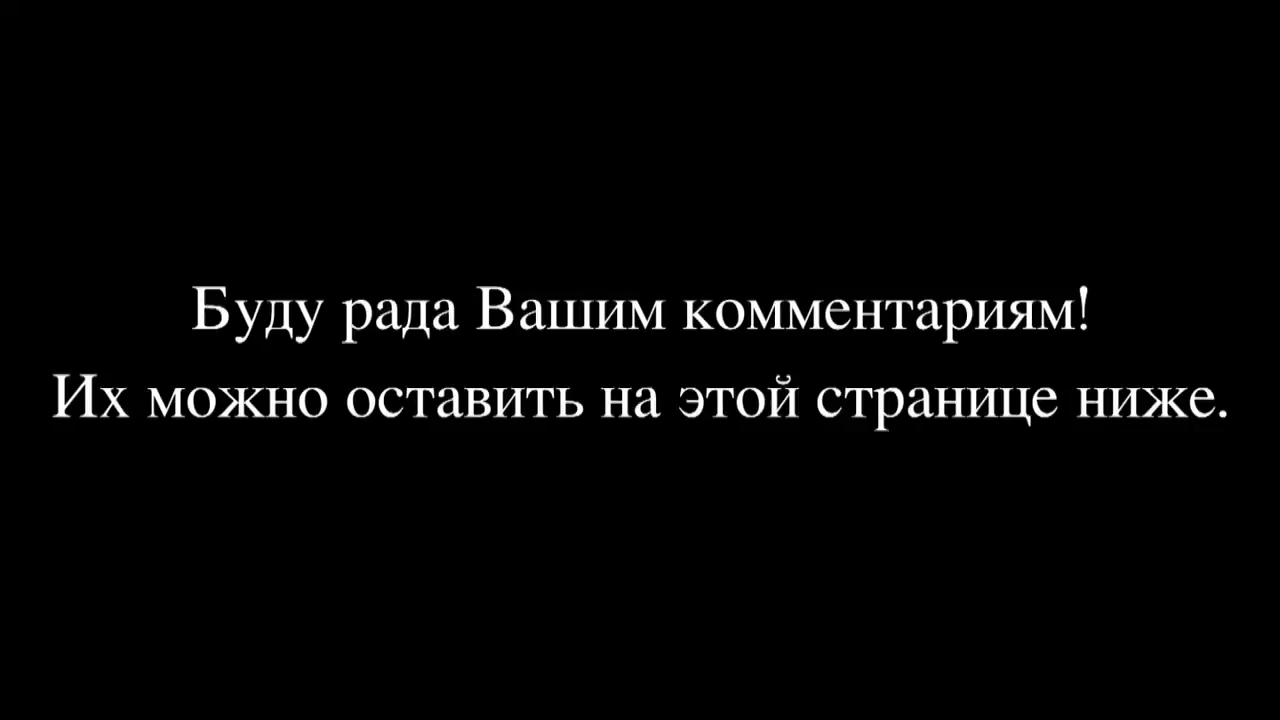 Буду рада Вашим комментариям!
Их можно оставить на этой странице ниже.